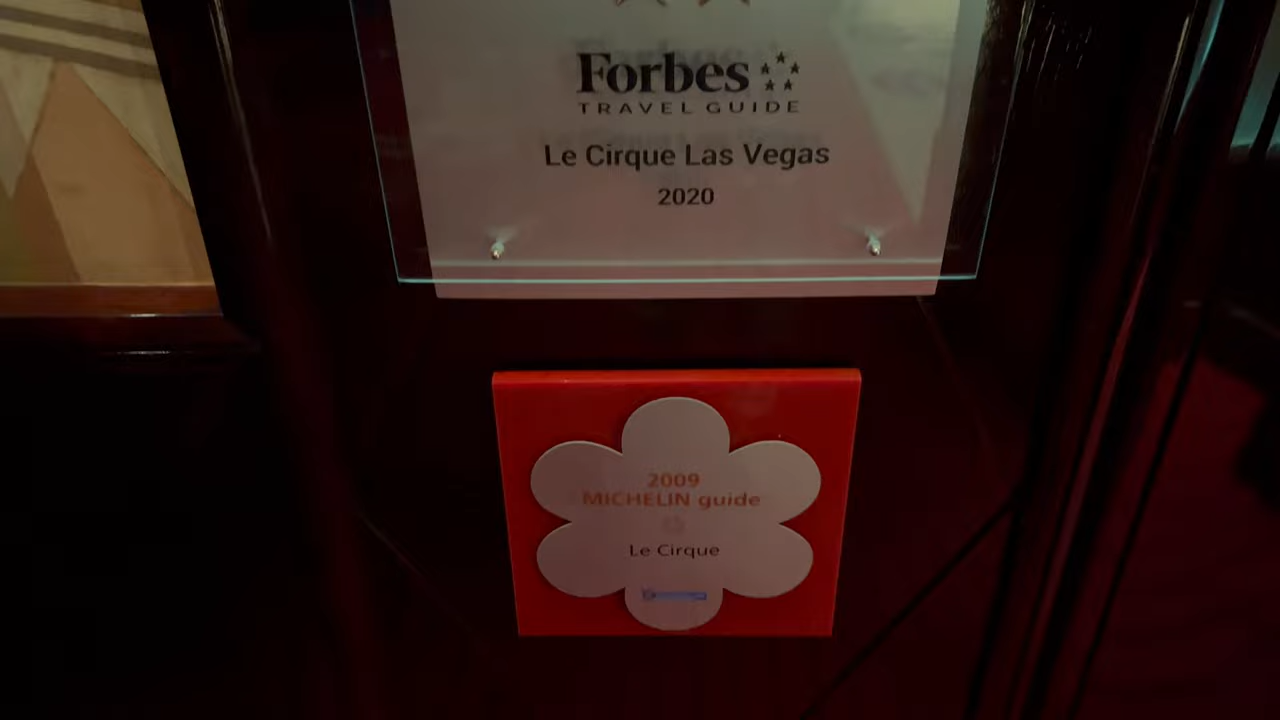 Forbes
TRAVEL GUIDE
Le Cirque Las Vegas
2020
2009
MICHELIN guide
Le Cirque